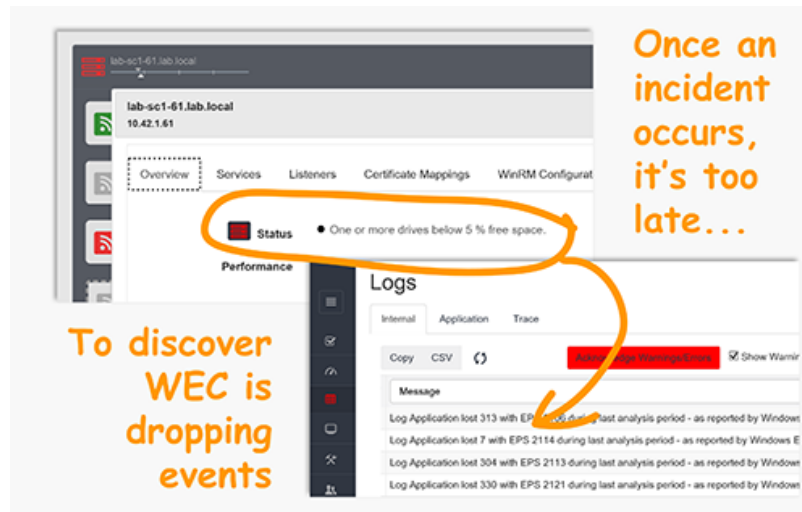 lab-sc1-61.lab.local
lab-sc1-61.lab.local
10.42.1.61
Overview Services Listeners Certificate Mappings WinRM Configurat
Status One or more drives below 5 % free space.
Performance
Once an
incident
occurs,
it's too
late...
To discover
WEC is
dropping
events
Logs
Internal Application Trace
Copy CSV Acknowledge Warnings/Errors Show Warnin
Message
Log Application lost 313 with EPS during last analysis period - as reported by Windows
Log Application lost 7 with EPS 2114 during last analysis period - as reported by Windows E
Log Application lost 304 with EPS 2113 during last analysis period - as reported by Windows
Log Application lost 330 with EPS 2121 during last analysis period - as reported by Windows